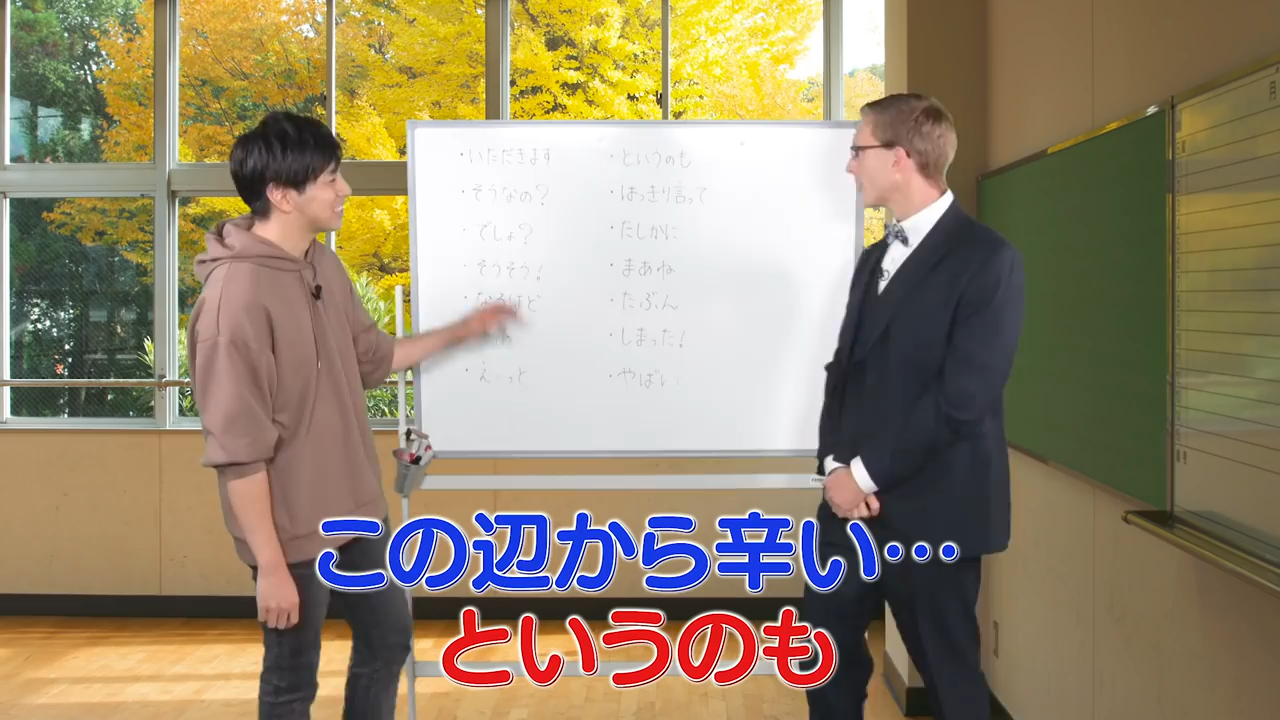 ・いただきます
・そうなの？
・でしょ？
・そうそう！
・なるほど
・え〜っと
・というのも
・はっきり言って
・たしかに
・まあね
・たぶん
・しまった！
・やばい
月
この辺から辛い…
というのも